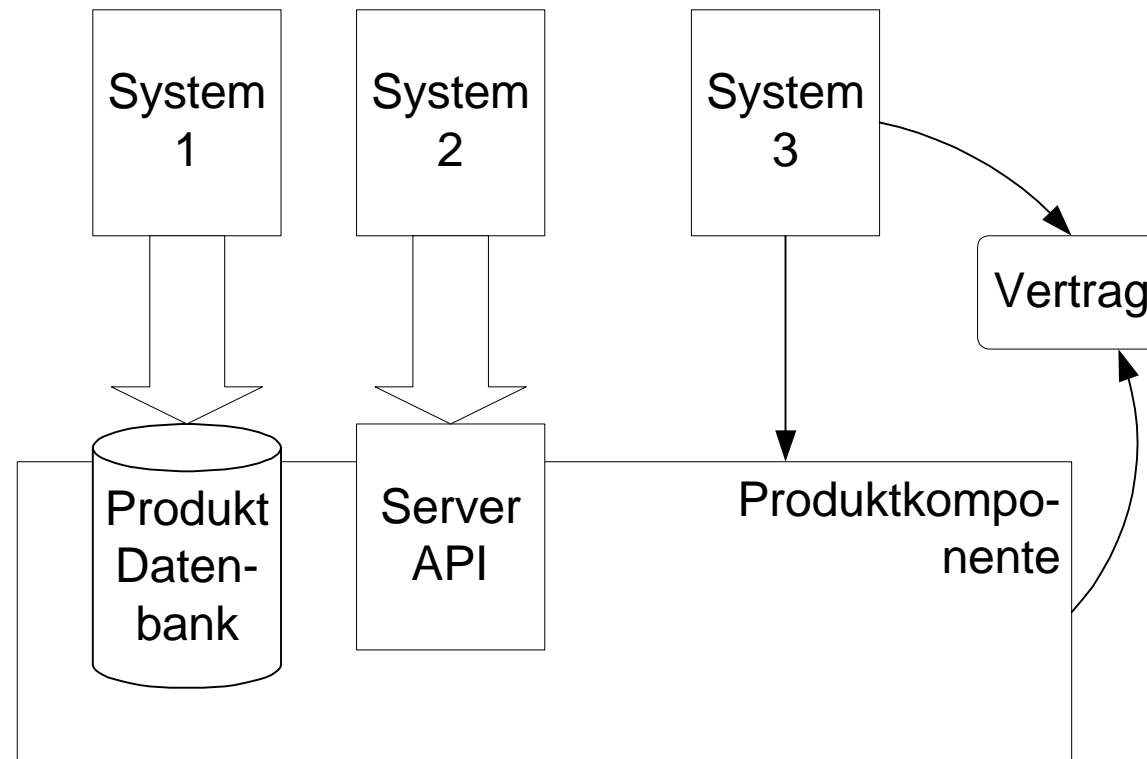 System
1
System
2
System
3
Vertrag
Produkt
Daten-
bank
Server
API
Produktkompo-
nente